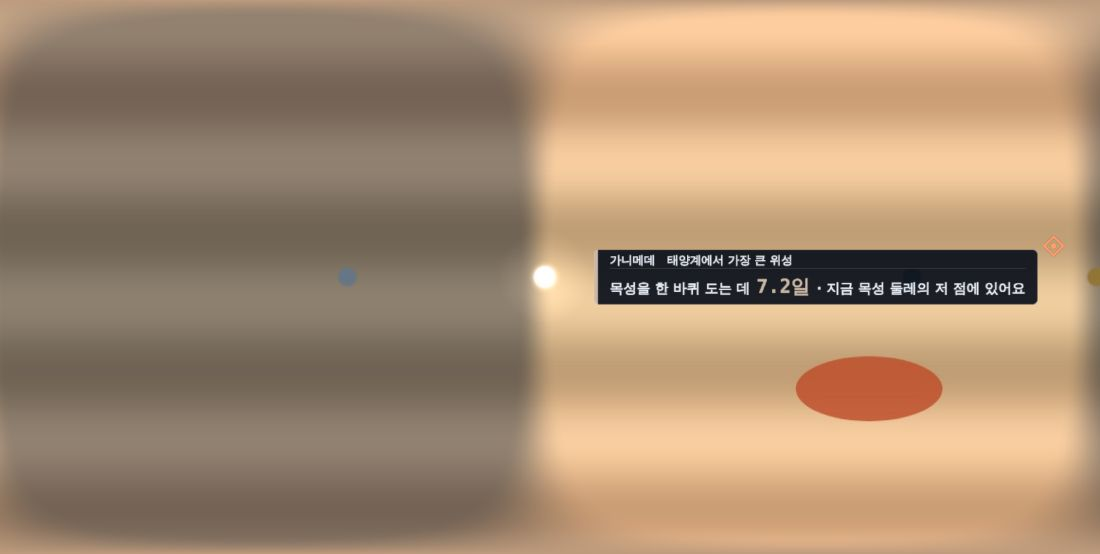 가니메데 태양계에서 가장 큰 위성
목성을 한 바퀴 도는 데 7.2일 · 지금 목성 둘레의 저 점에 있어요